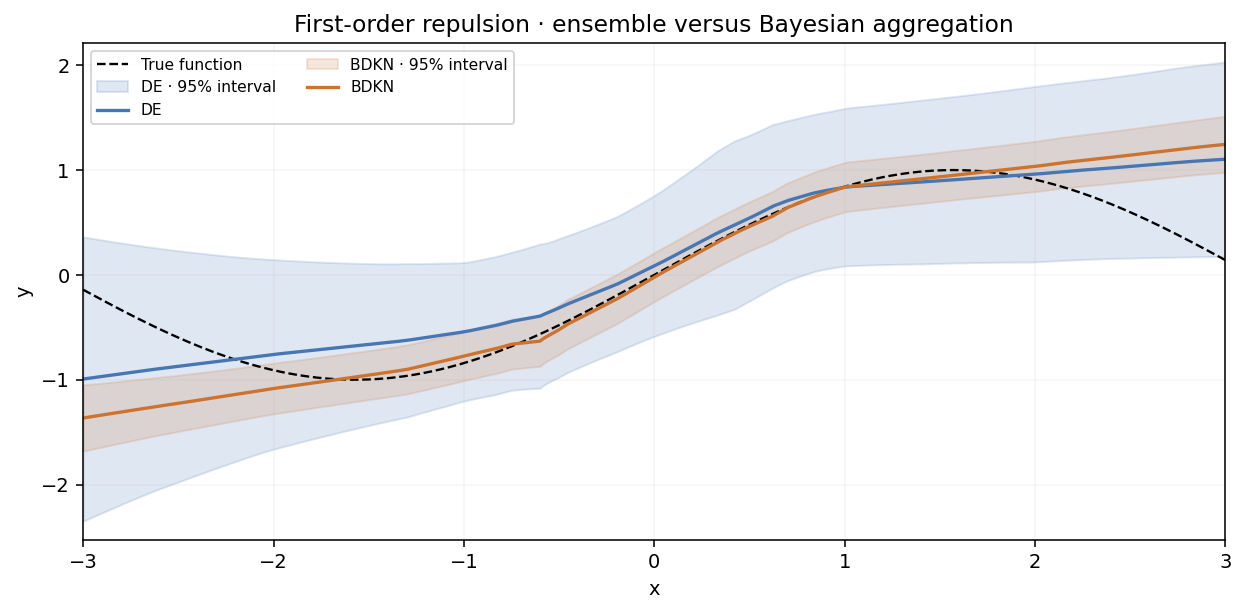 First-order repulsion · ensemble versus Bayesian aggregation
True function
DE · 95% interval
DE
BDKN · 95% interval
BDKN
y
2
1
0
−1
−2
−3
−2
−1
0
1
2
3
x